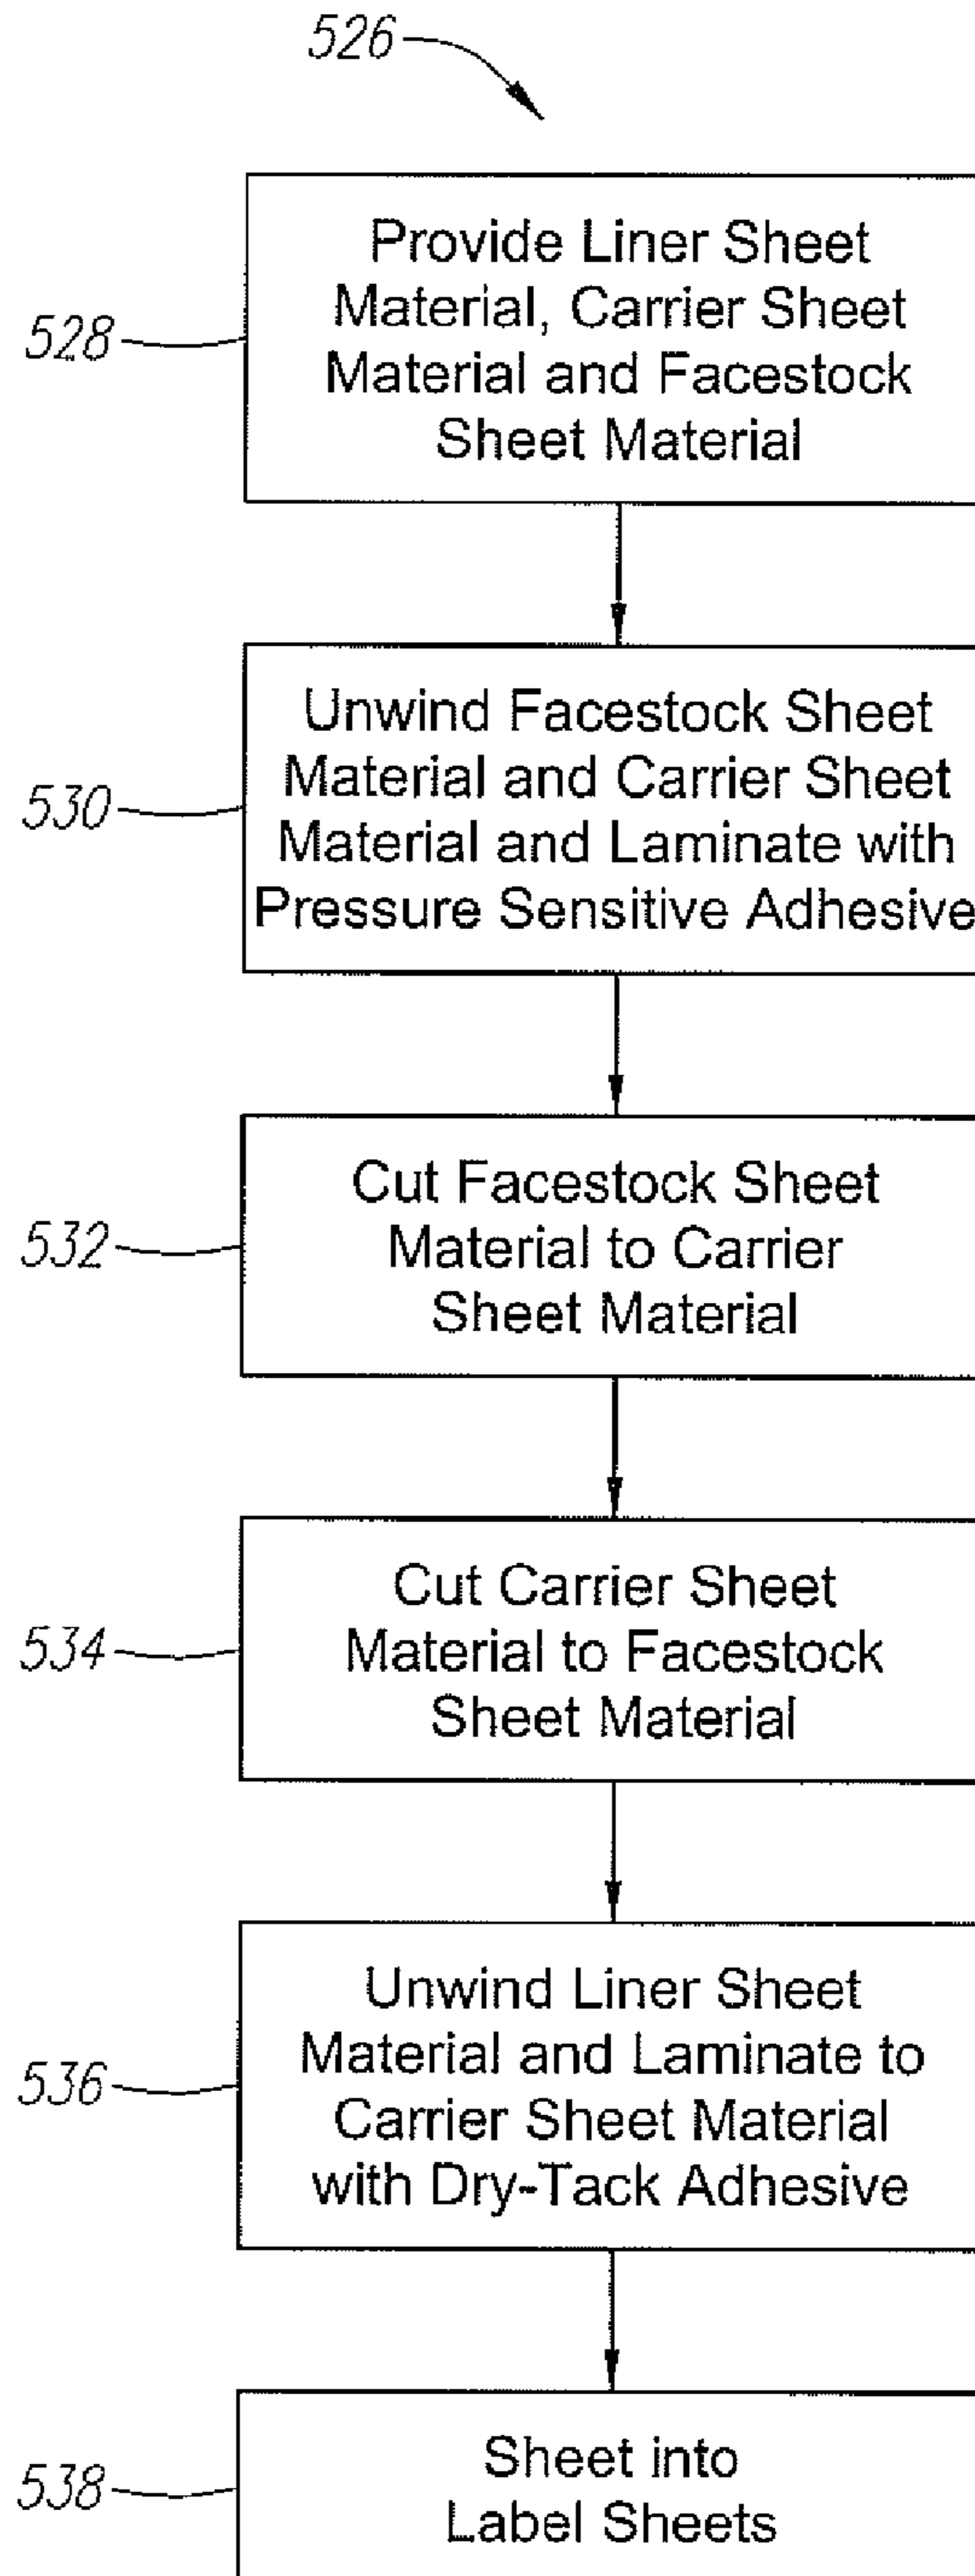 526
528
Provide Liner Sheet
Material, Carrier Sheet
Material and Facestock
Sheet Material
530
Unwind Facestock Sheet
Material and Carrier Sheet
Material and Laminate with
Pressure Sensitive Adhesive
532
Cut Facestock Sheet
Material to Carrier
Sheet Material
534
Cut Carrier Sheet
Material to Facestock
Sheet Material
536
Unwind Liner Sheet
Material and Laminate to
Carrier Sheet Material
with Dry-Tack Adhesive
538
Sheet into
Label Sheets